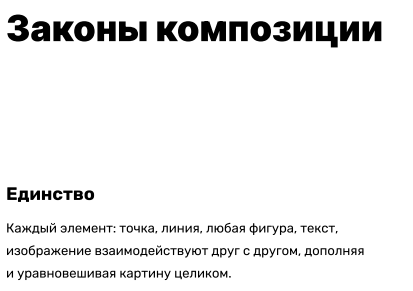 Законы композиции
Единство
Каждый элемент: точка, линия, любая фигура, текст,
изображение взаимодействуют друг с другом, дополняя
и уравновешивая картину целиком.